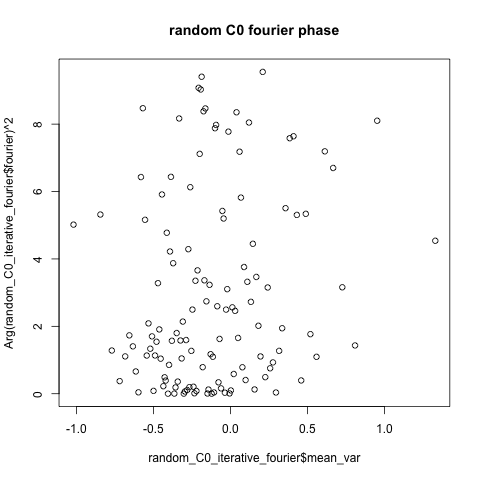 random C0 fourier phase
Arg(random_C0_iterative_fourier$fourier)^2
8
6
4
2
0
-1.0 -0.5 0.0 0.5 1.0
random_C0_iterative_fourier$mean_var